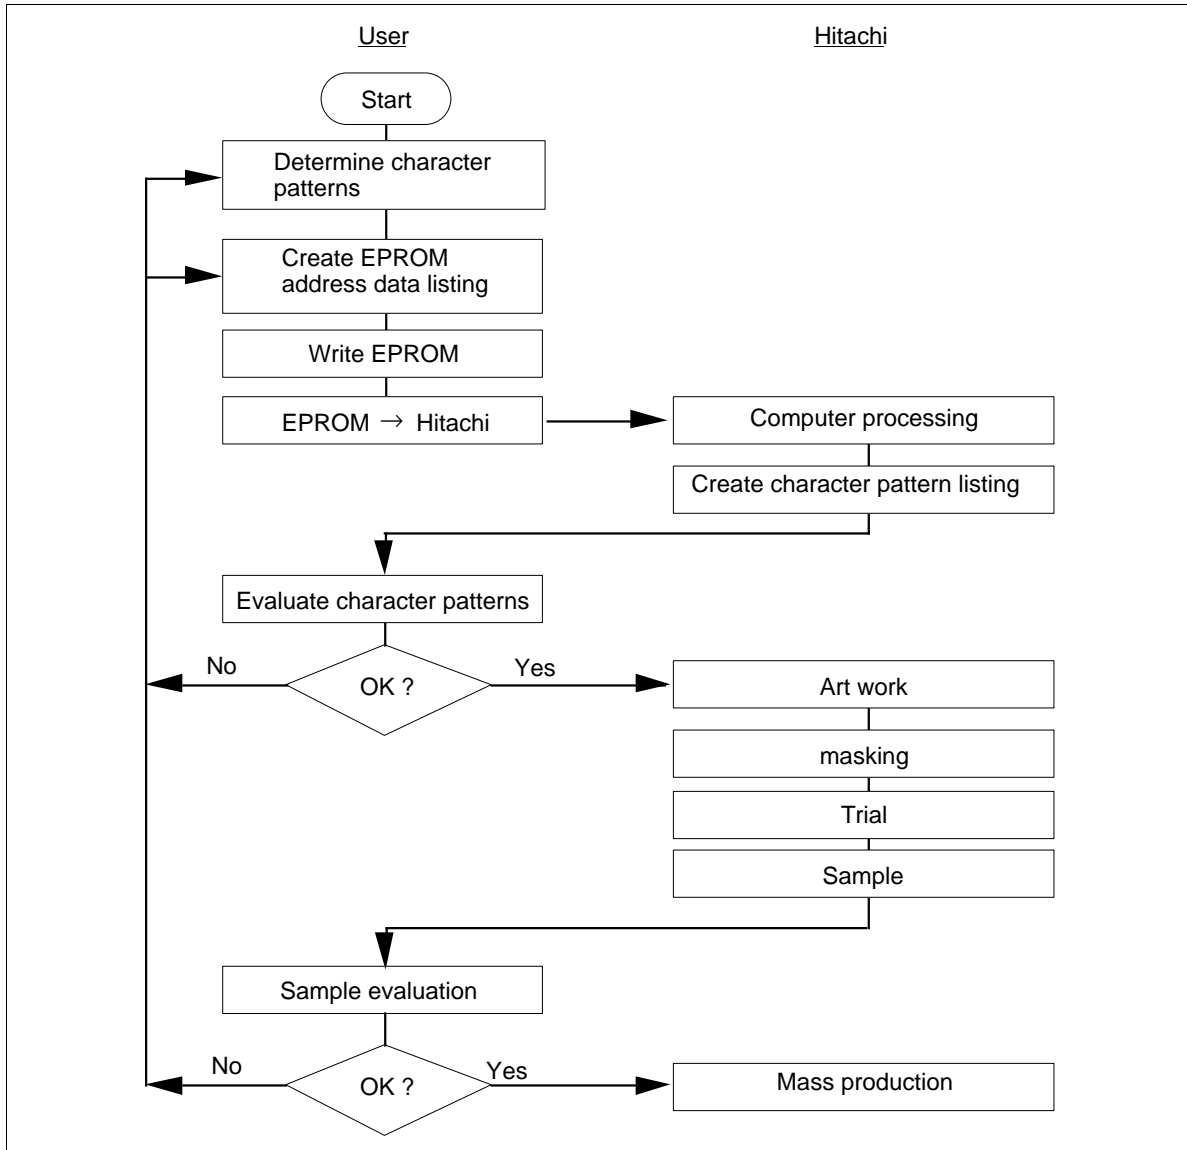 User
Hitachi
Start
Determine character
patterns
Create EPROM
address data listing
Write EPROM
EPROM → Hitachi
Computer processing
Create character pattern listing
Evaluate character patterns
No
OK ?
Yes
Art work
masking
Trial
Sample
Sample evaluation
No
OK ?
Yes
Mass production